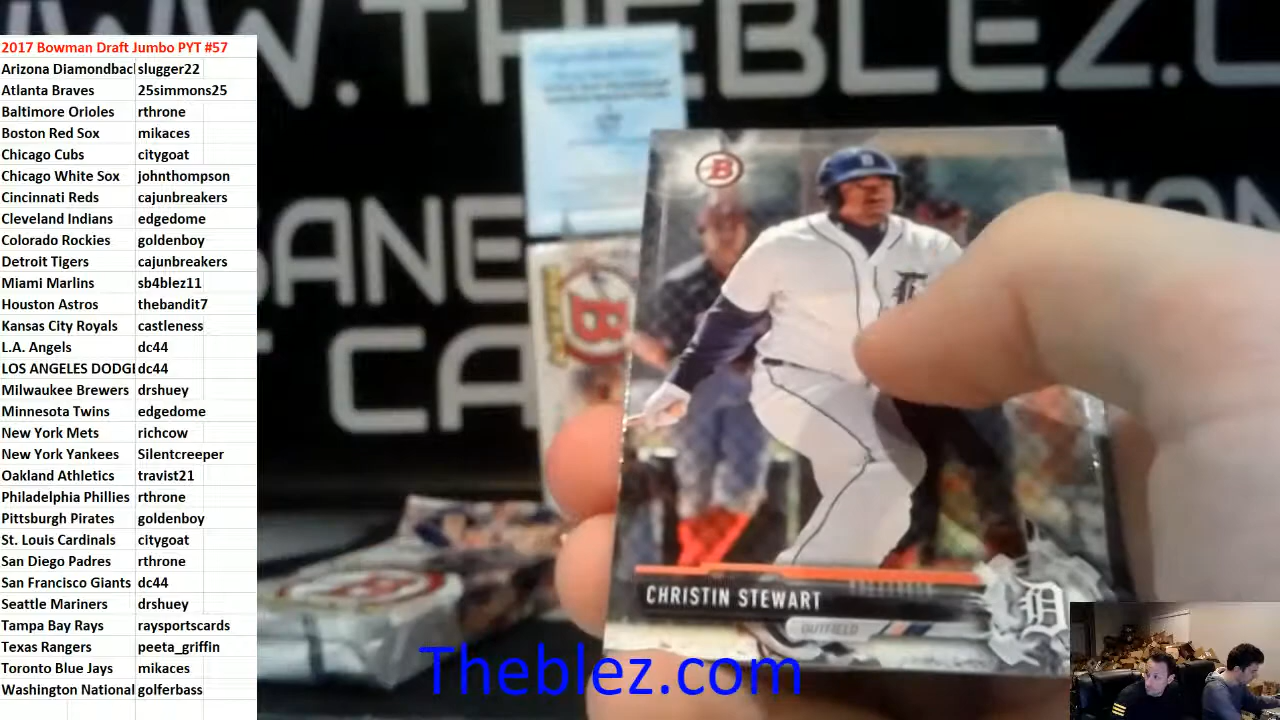 2017 Bowman Draft Jumbo PYT #57
Arizona Diamondbac slugger22
Atlanta Braves 25simmons25
Baltimore Orioles rthrone
Boston Red Sox mikaces
Chicago Cubs citygoat
Chicago White Sox johnthompson
Cincinnati Reds cajunbreakers
Cleveland Indians edgedome
Colorado Rockies goldenboy
Detroit Tigers cajunbreakers
Miami Marlins sb4blez11
Houston Astros thebandit7
Kansas City Royals castleness
L.A. Angels dc44
LOS ANGELES DODG dc44
Milwaukee Brewers drshuey
Minnesota Twins edgedome
New York Mets richcow
New York Yankees Silentcreeper
Oakland Athletics travist21
Philadelphia Phillies rthrone
Pittsburgh Pirates goldenboy
St. Louis Cardinals citygoat
San Diego Padres rthrone
San Francisco Giants dc44
Seattle Mariners drshuey
Tampa Bay Rays raysportscards
Texas Rangers peeta_griffin
Toronto Blue Jays mikaces
Washington National golferbass
WWW.THEBLEZ.C
SANE
CA
B
B
D
CHRISTIN STEWART
OUTFIELD
Theblez.com